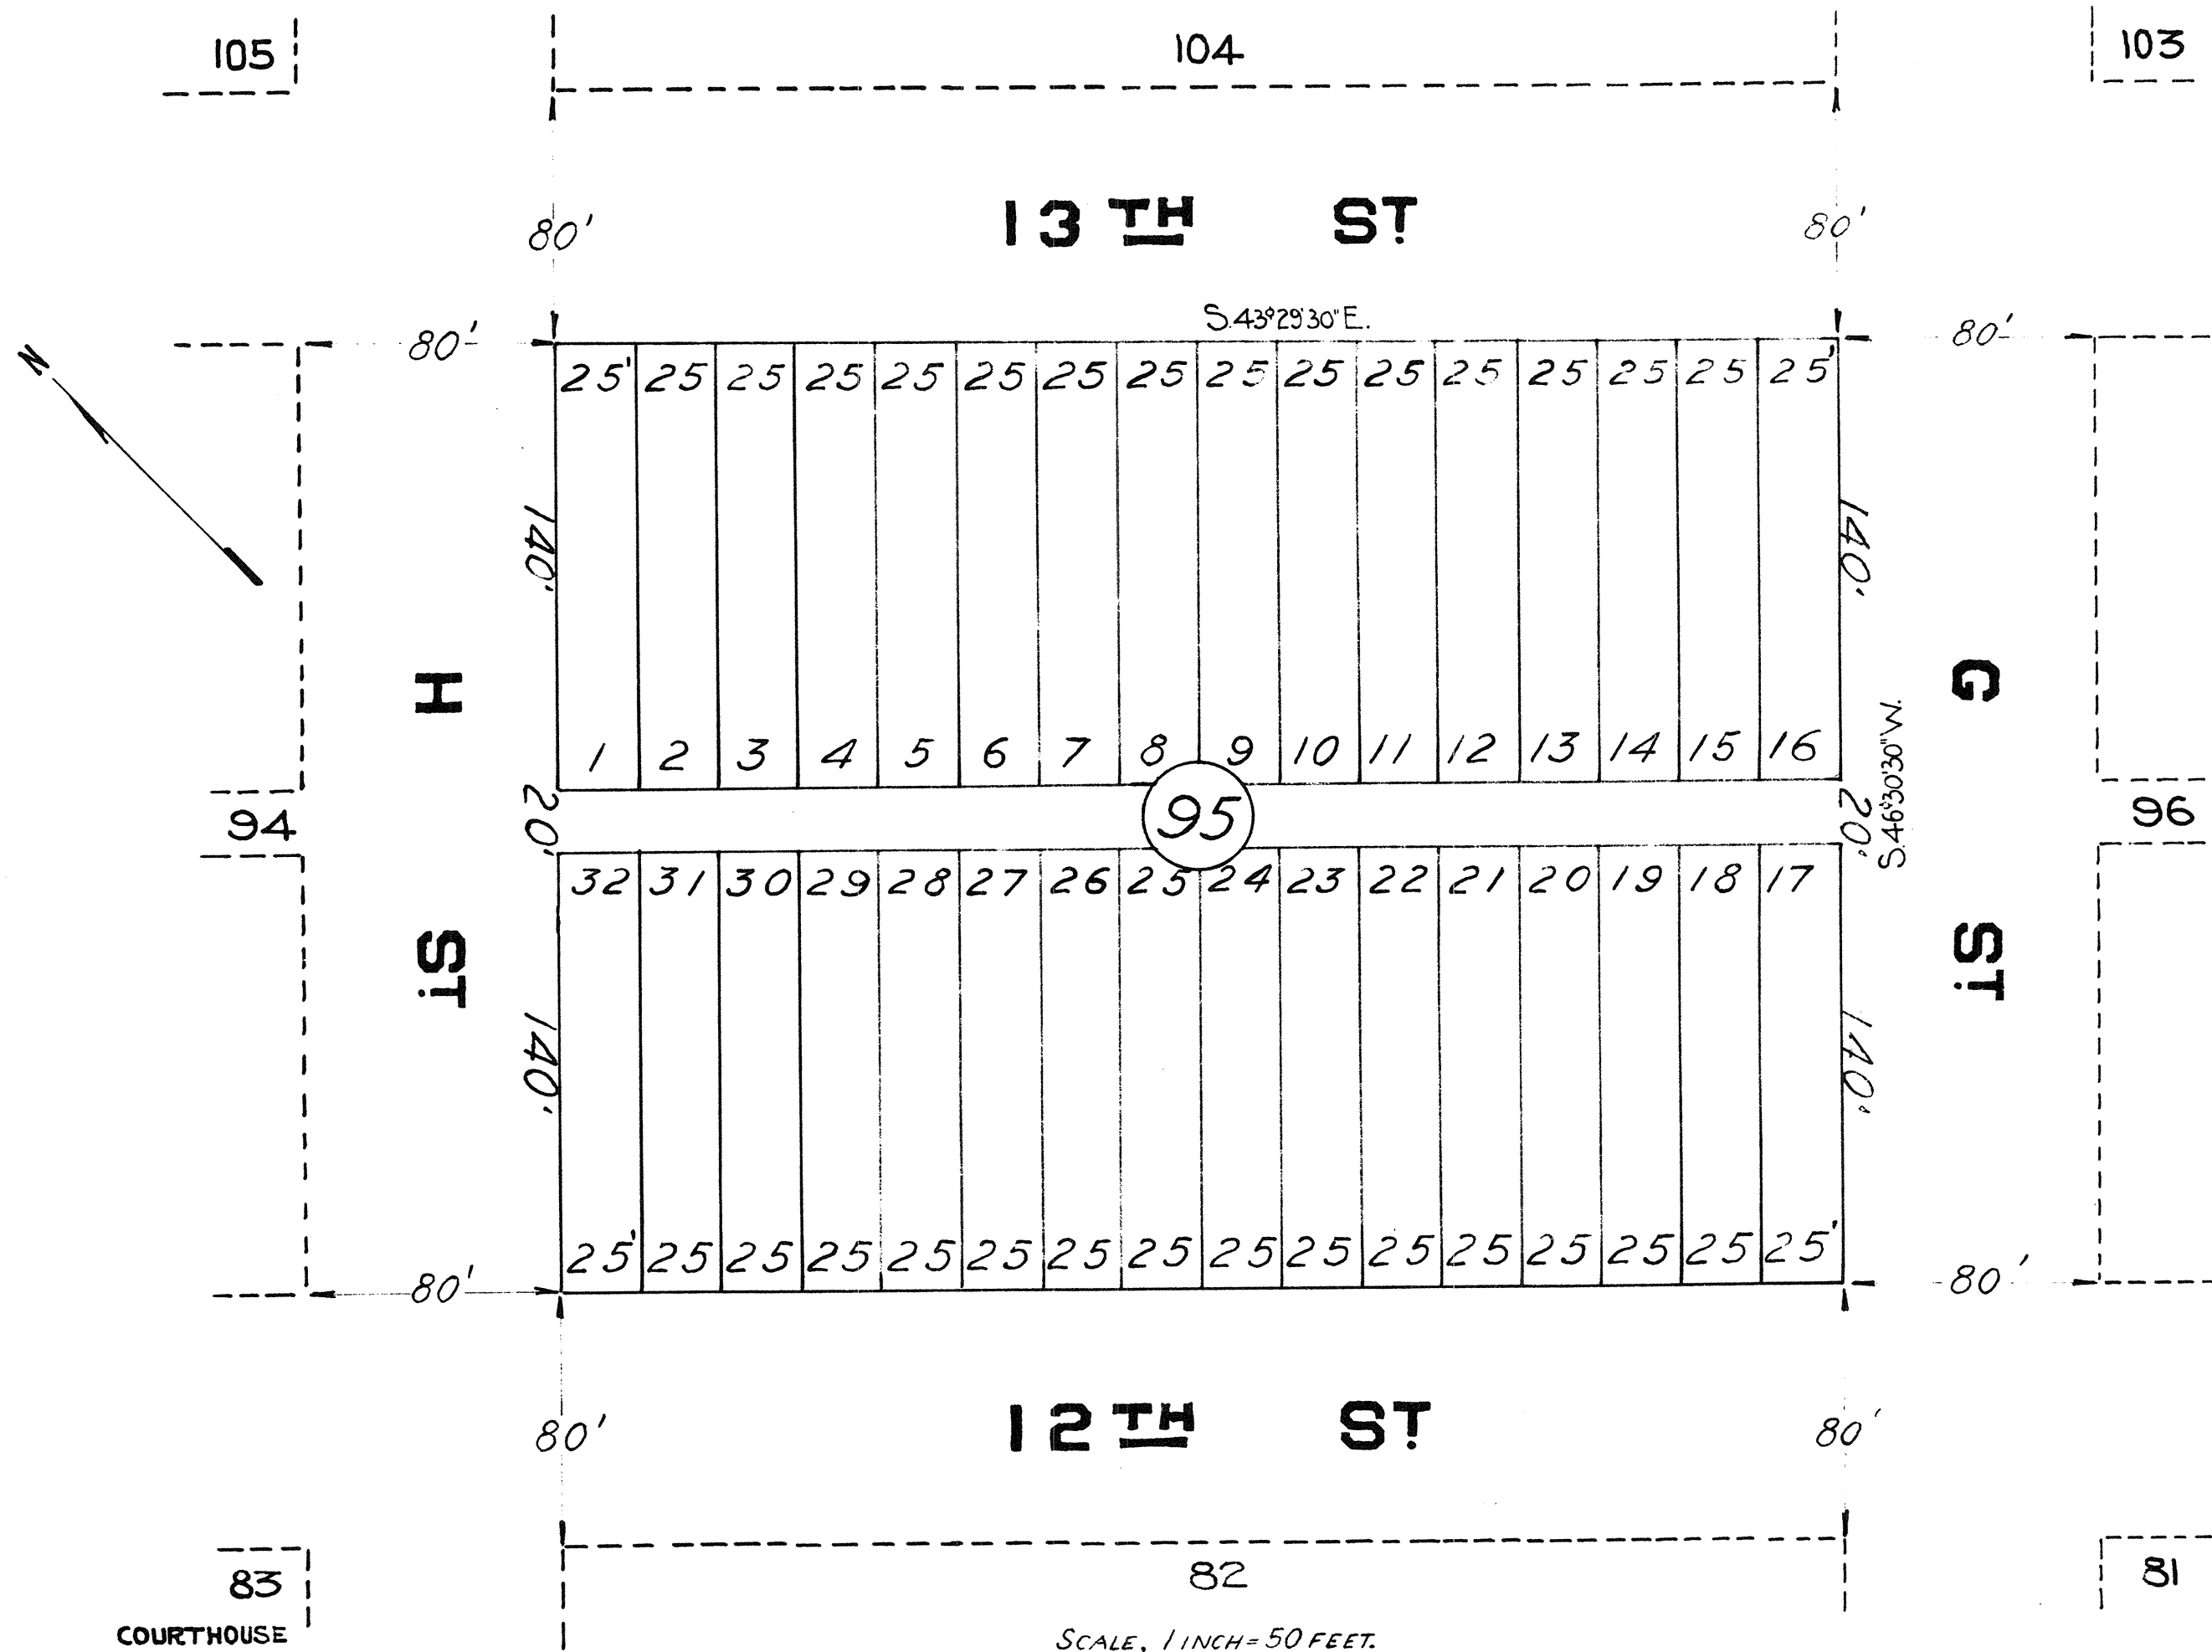 105 104 103
13TH ST
80' 80'
S.43°29'30"E.
80' 80'
N
25' 25 25 25 25 25 25 25 25 25 25 25 25 25 25 25'
140' 140'
H ST
G ST
1 2 3 4 5 6 7 8 9 10 11 12 13 14 15 16
20' 20'
S.46°30'30"W.
94 95 96
32 31 30 29 28 27 26 25 24 23 22 21 20 19 18 17
140' 140'
25' 25 25 25 25 25 25 25 25 25 25 25 25 25 25 25'
80' 80'
12TH ST
80' 80'
83 82 81
COURTHOUSE
SCALE, 1 INCH = 50 FEET.